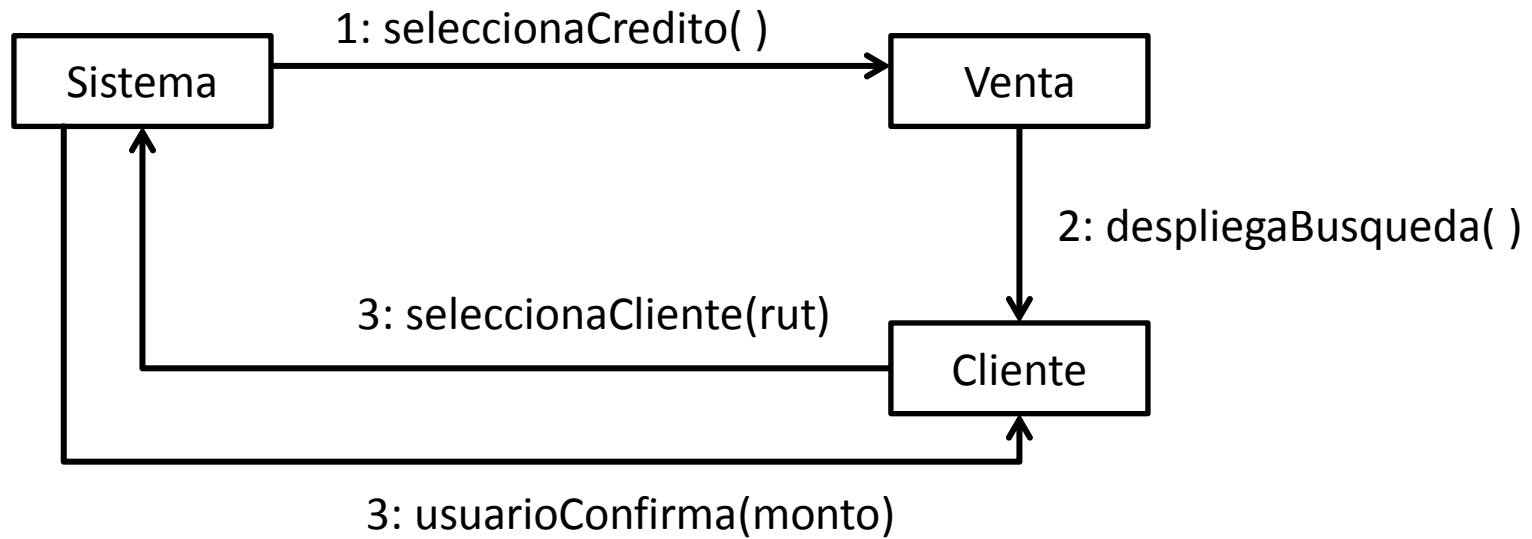 1: seleccionaCredito( )
Sistema
Venta
2: despliegaBusqueda( )
3: seleccionaCliente(rut)
Cliente
3: usuarioConfirma(monto)